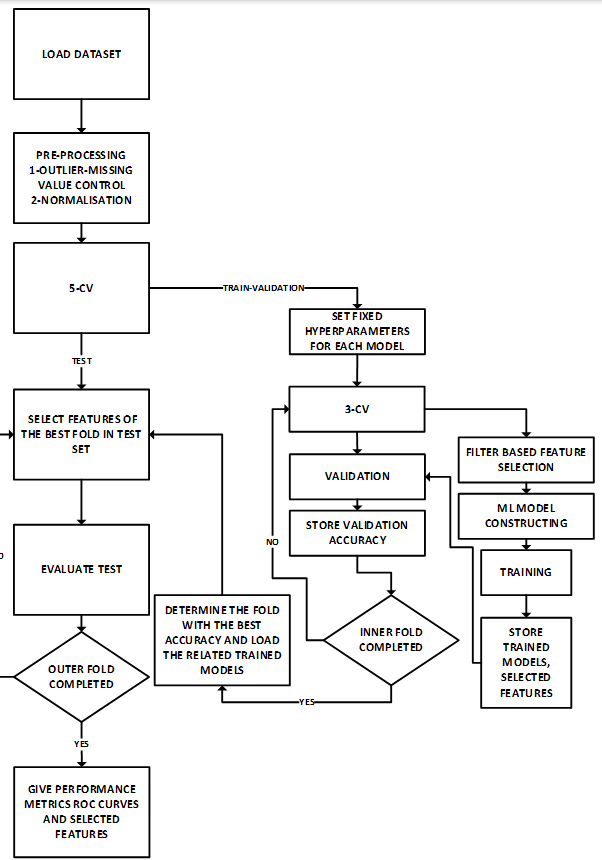 LOAD DATASET
PRE-PROCESSING
1-OUTLIER-MISSING
VALUE CONTROL
2-NORMALISATION
5-CV
TRAIN-VALIDATION
SET FIXED
HYPERPARAMETERS
FOR EACH MODEL
TEST
SELECT FEATURES OF
THE BEST FOLD IN TEST
SET
3-CV
FILTER BASED FEATURE
SELECTION
VALIDATION
ML MODEL
CONSTRUCTING
STORE VALIDATION
ACCURACY
NO
TRAINING
EVALUATE TEST
DETERMINE THE FOLD
WITH THE BEST
ACCURACY AND LOAD
THE RELATED TRAINED
MODELS
INNER FOLD
COMPLETED
STORE
TRAINED
MODELS,
SELECTED
FEATURES
OUTER FOLD
COMPLETED
YES
YES
GIVE PERFORMANCE
METRICS ROC CURVES
AND SELECTED
FEATURES